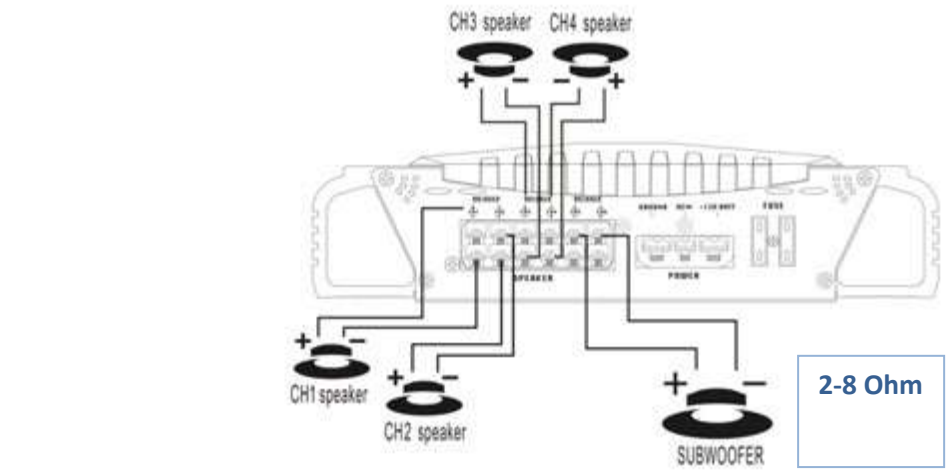 CH3 speaker CH4 speaker
+ − − +
FUSE
SPEAKER
POWER
+ −
CH1 speaker
+ −
CH2 speaker
+ −
SUBWOOFER
2-8 Ohm